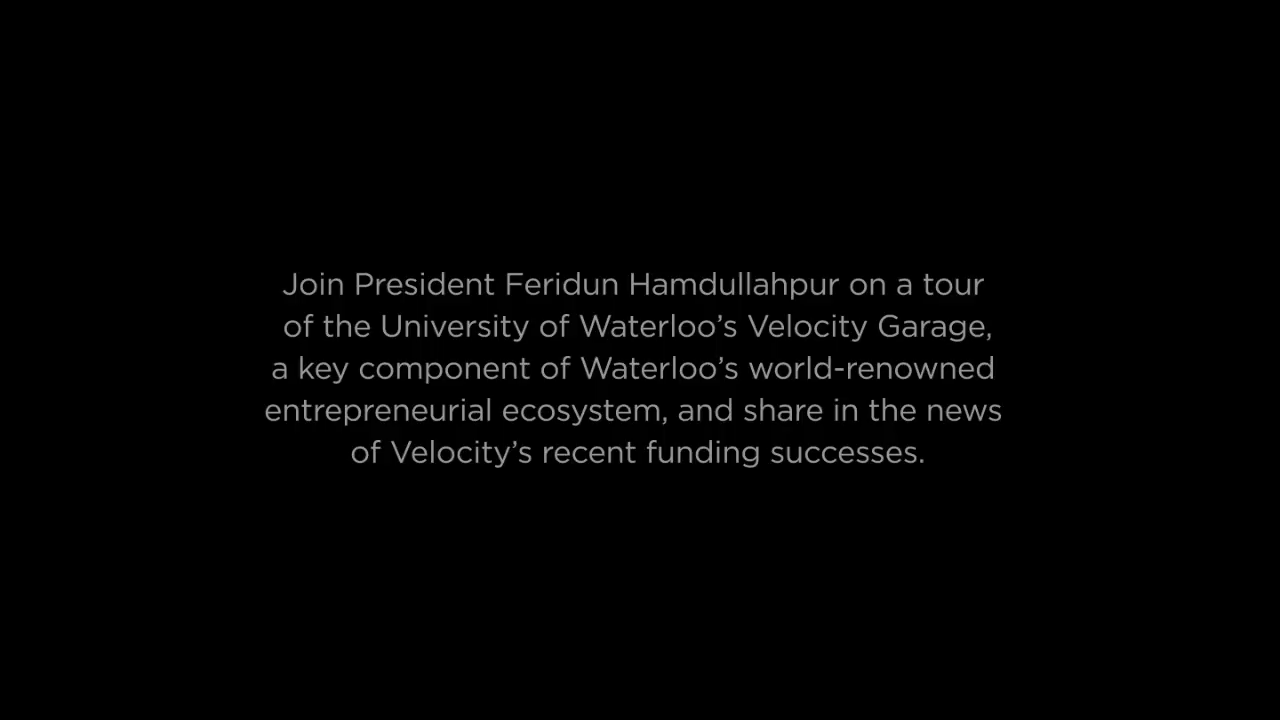 Join President Feridun Hamdullahpur on a tour
of the University of Waterloo’s Velocity Garage,
a key component of Waterloo’s world-renowned
entrepreneurial ecosystem, and share in the news
of Velocity’s recent funding successes.